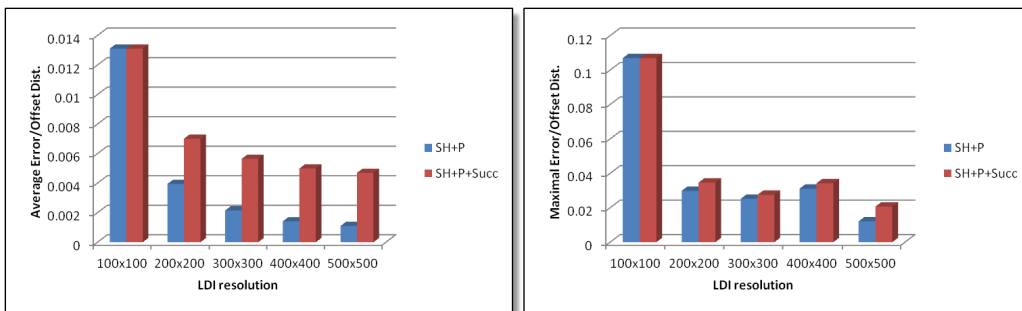 Average Error/Offset Dist.
0.014
0.012
0.01
0.008
0.006
0.004
0.002
0
100x100 200x200 300x300 400x400 500x500
LDI resolution
SH+P
SH+P+Succ
Maximal Error/Offset Dist.
0.12
0.1
0.08
0.06
0.04
0.02
0
100x100 200x200 300x300 400x400 500x500
LDI resolution
SH+P
SH+P+Succ